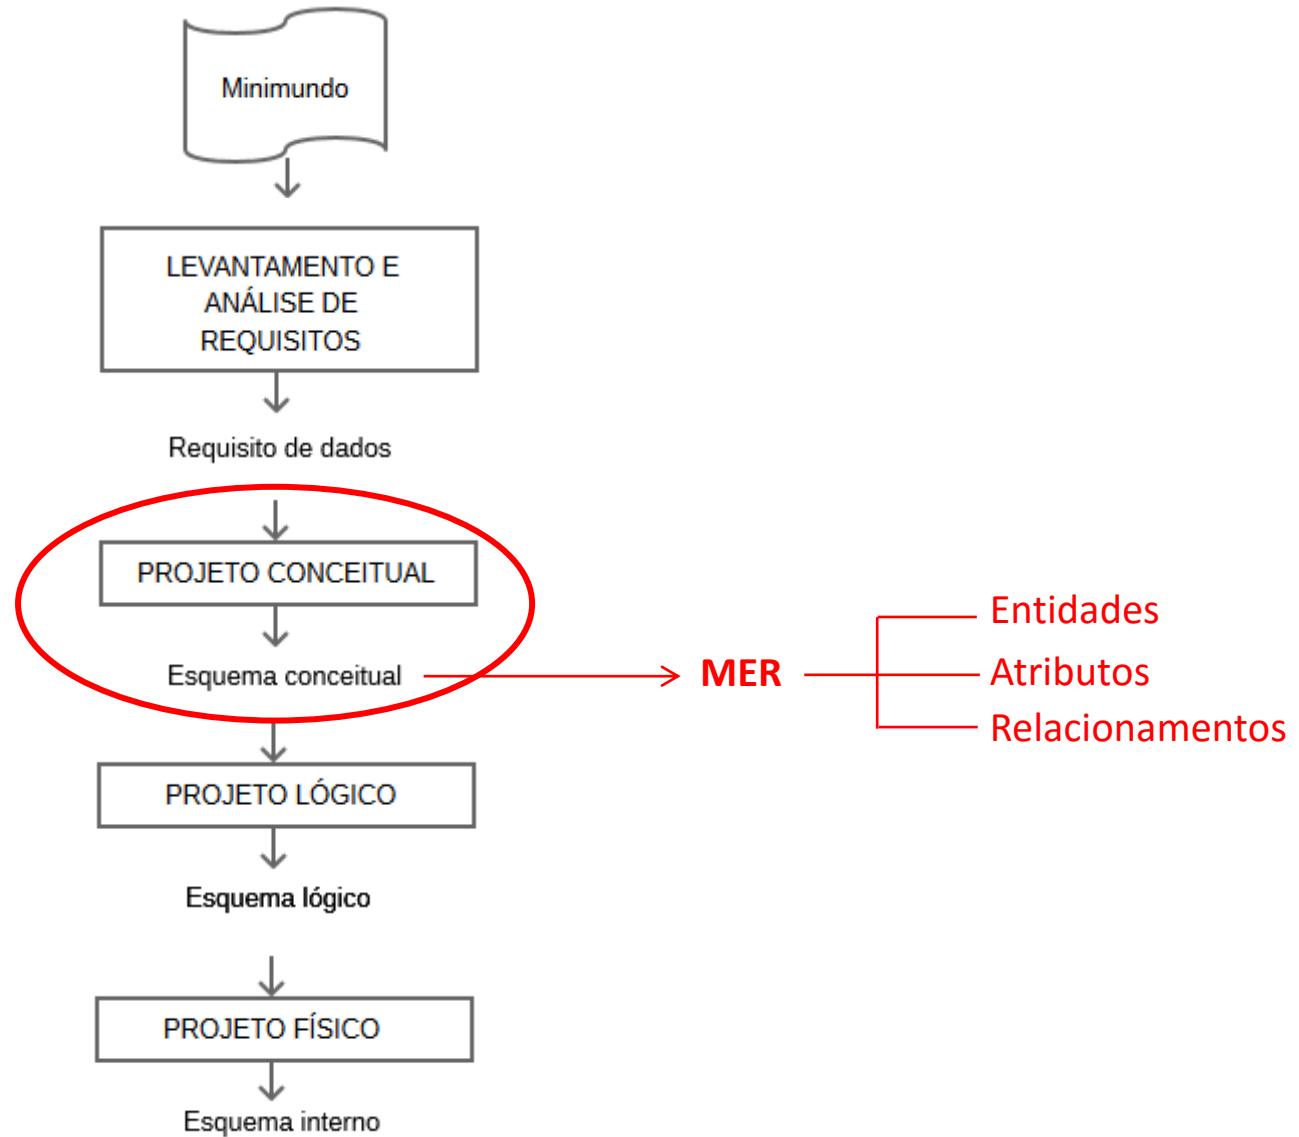 Minimundo
LEVANTAMENTO E
ANÁLISE DE
REQUISITOS
Requisito de dados
PROJETO CONCEITUAL
Esquema conceitual
MER
Entidades
Atributos
Relacionamentos
PROJETO LÓGICO
Esquema lógico
PROJETO FÍSICO
Esquema interno